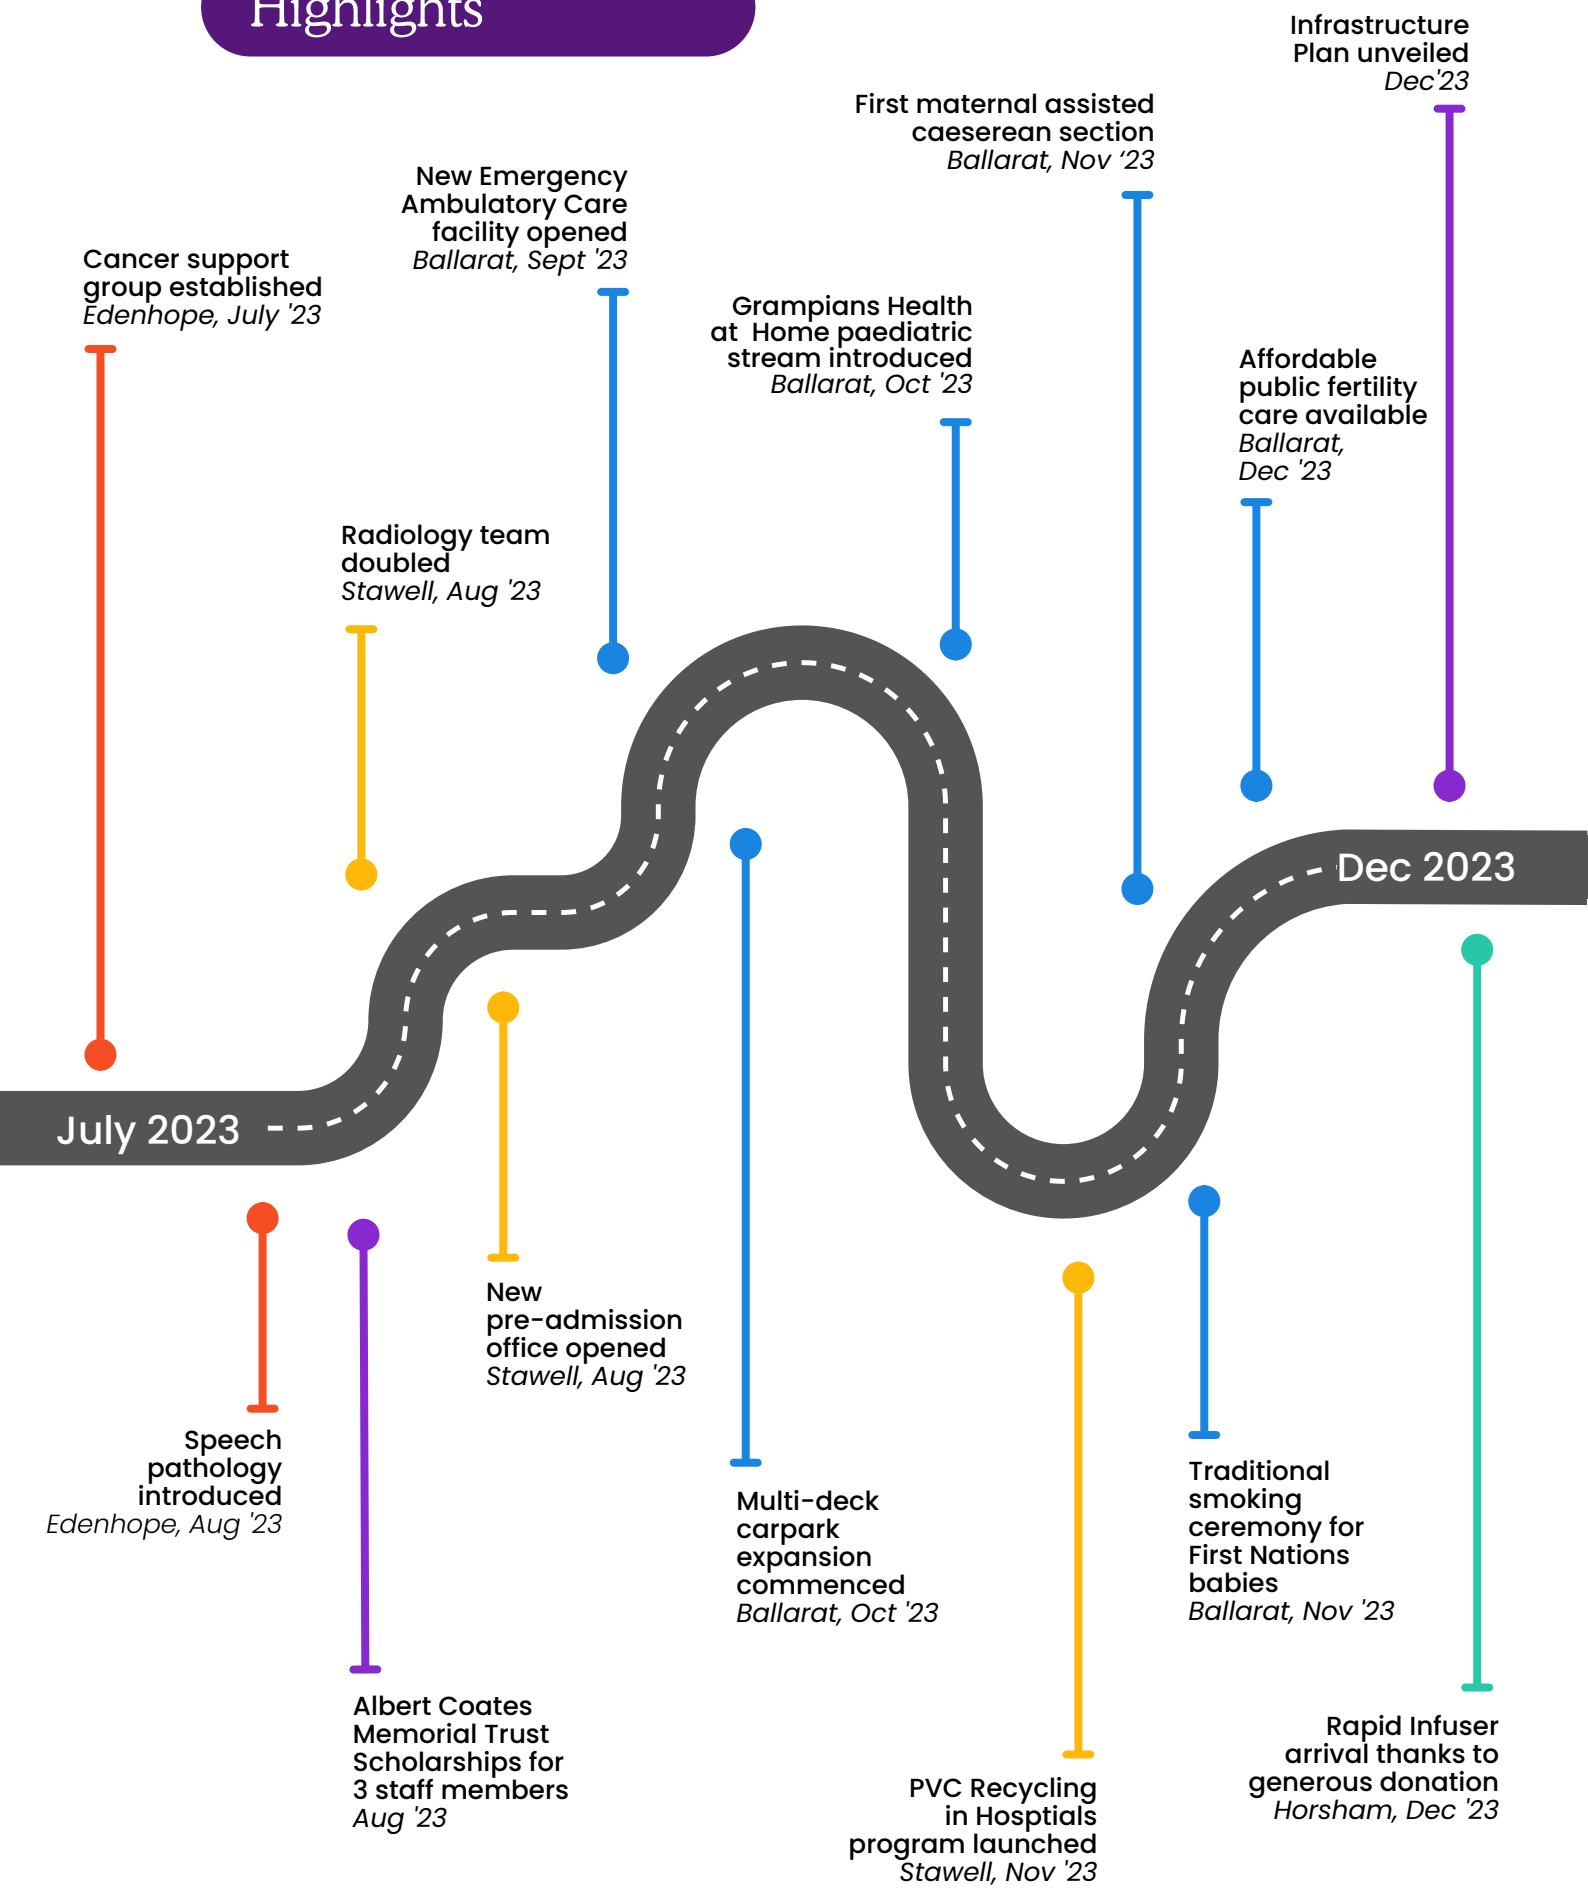 Highlights
Infrastructure
Plan unveiled
Dec'23
First maternal assisted
caeserean section
Ballarat, Nov ‘23
New Emergency
Ambulatory Care
facility opened
Ballarat, Sept '23
Cancer support
group established
Edenhope, July '23
Grampians Health
at  Home paediatric
stream introduced
Ballarat, Oct '23
Affordable
public fertility
care available
Ballarat,
Dec '23
Radiology team
doubled
Stawell, Aug '23
Dec 2023
July 2023
New
pre-admission
office opened
Stawell, Aug '23
Speech
pathology
introduced
Edenhope, Aug '23
Multi-deck
carpark
expansion
commenced
Ballarat, Oct '23
Traditional
smoking
ceremony for
First Nations
babies
Ballarat, Nov '23
Albert Coates
Memorial Trust
Scholarships for
3 staff members
Aug '23
Rapid Infuser
arrival thanks to
generous donation
Horsham, Dec '23
PVC Recycling
in Hosptials
program launched
Stawell, Nov '23